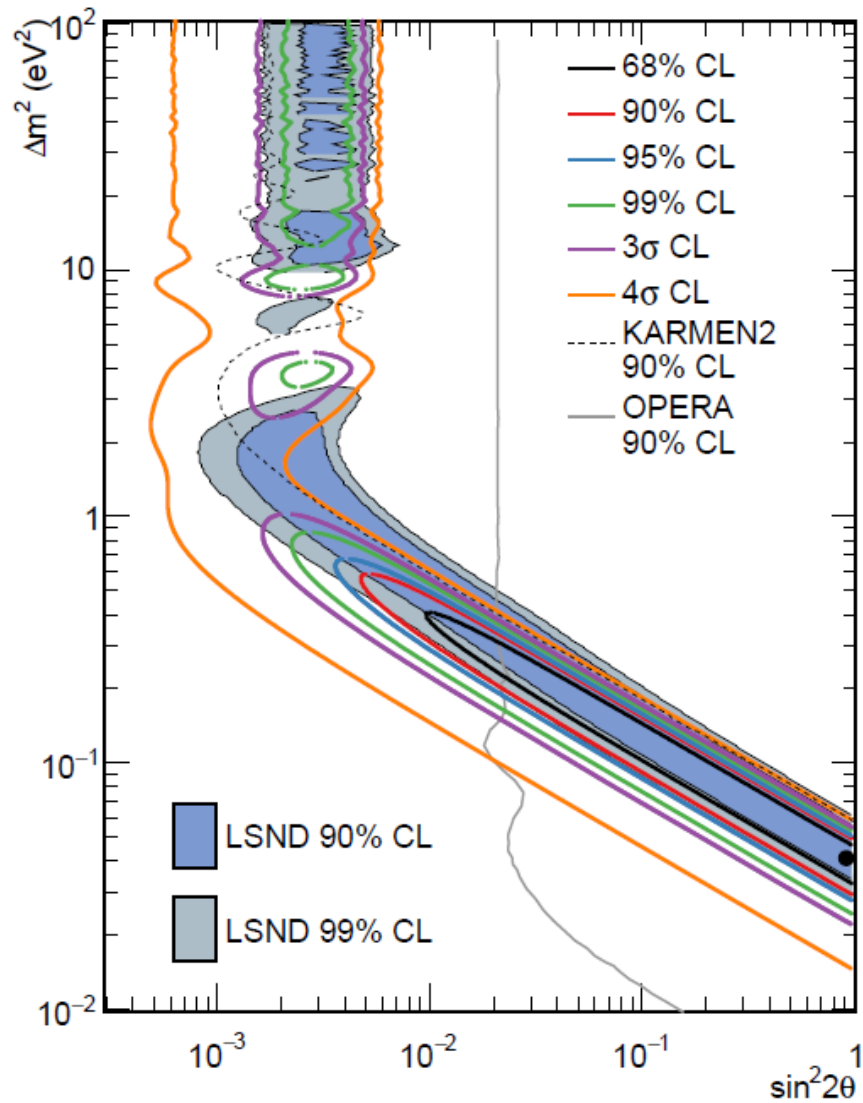 10²
Δm² (eV²)
10
1
10⁻¹
10⁻²
68% CL
90% CL
95% CL
99% CL
3σ CL
4σ CL
KARMEN2
90% CL
OPERA
90% CL
LSND 90% CL
LSND 99% CL
10⁻³ 10⁻² 10⁻¹ 1
sin²2θ